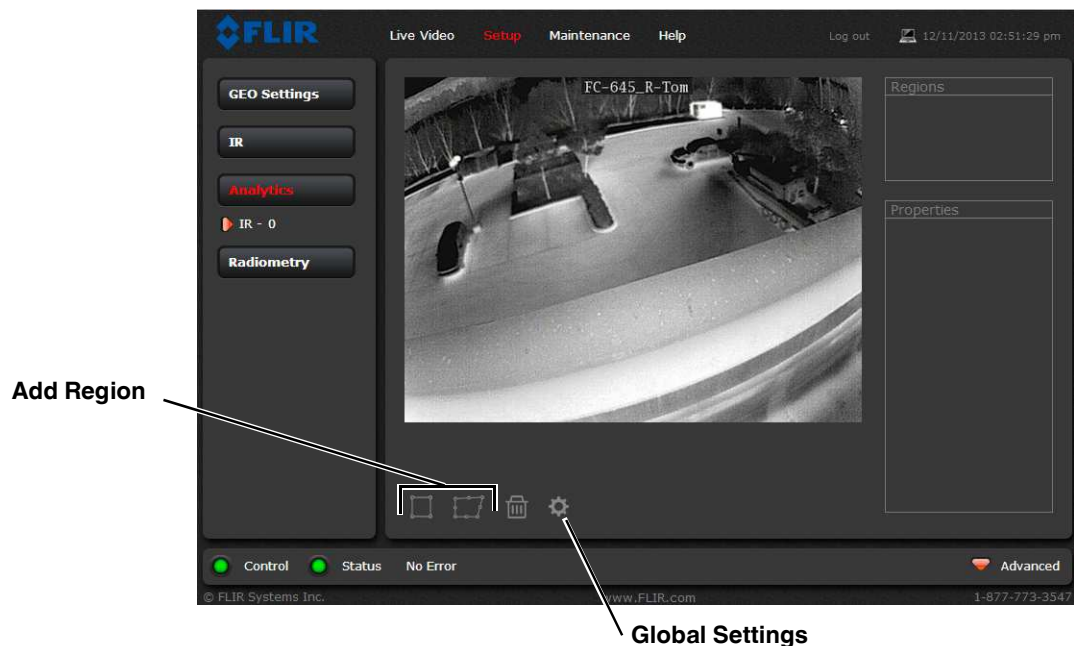 FLIR
Live Video Setup Maintenance Help Log out 12/11/2013 02:51:29 pm
GEO Settings
IR
Analytics
IR - 0
Radiometry
FC-645_R-Tom
Regions
Properties
Add Region
Control Status No Error Advanced
© FLIR Systems Inc. www.FLIR.com 1-877-773-3547
Global Settings